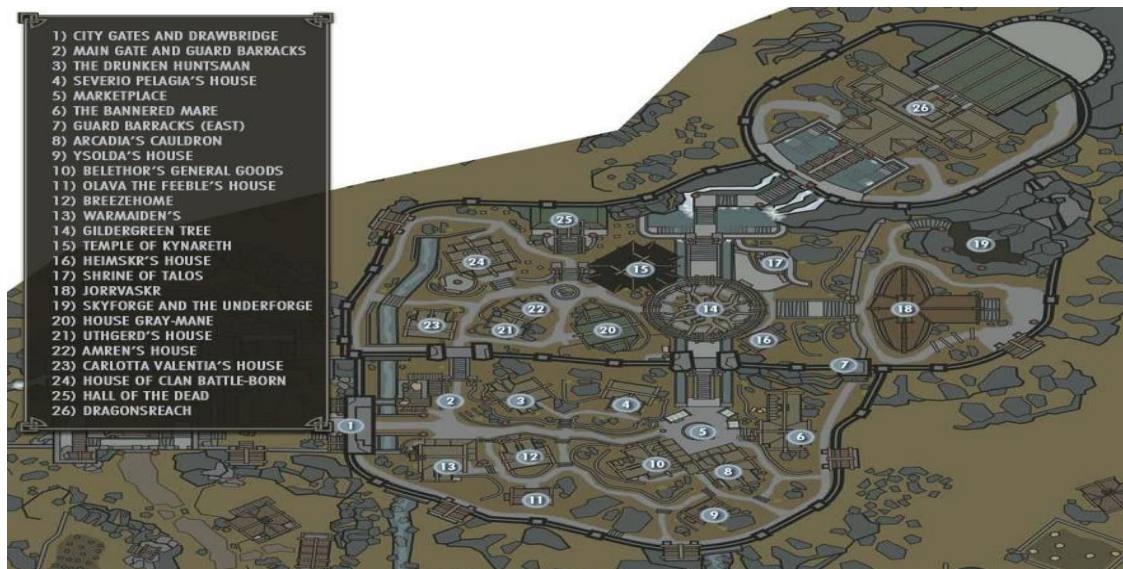 1) CITY GATES AND DRAWBRIDGE
2) MAIN GATE AND GUARD BARRACKS
3) THE DRUNKEN HUNTSMAN
4) SEVERIO PELAGIA'S HOUSE
5) MARKETPLACE
6) THE BANNERED MARE
7) GUARD BARRACKS (EAST)
8) ARCADIA'S CAULDRON
9) YSOLDA'S HOUSE
10) BELETHOR'S GENERAL GOODS
11) OLAVA THE FEEBLE'S HOUSE
12) BREEZEHOME
13) WARMAIDEN'S
14) GILDERGREEN TREE
15) TEMPLE OF KYNARETH
16) HEIMSKR'S HOUSE
17) SHRINE OF TALOS
18) JORRVASKR
19) SKYFORGE AND THE UNDERFORGE
20) HOUSE GRAY-MANE
21) UTHGERD'S HOUSE
22) AMREN'S HOUSE
23) CARLOTTA VALENTIA'S HOUSE
24) HOUSE OF CLAN BATTLE-BORN
25) HALL OF THE DEAD
26) DRAGONSREACH
26
25
19
24
15
17
14
18
22
23
21
20
16
7
2
3
4
1
5
6
12
13
10
8
11
9